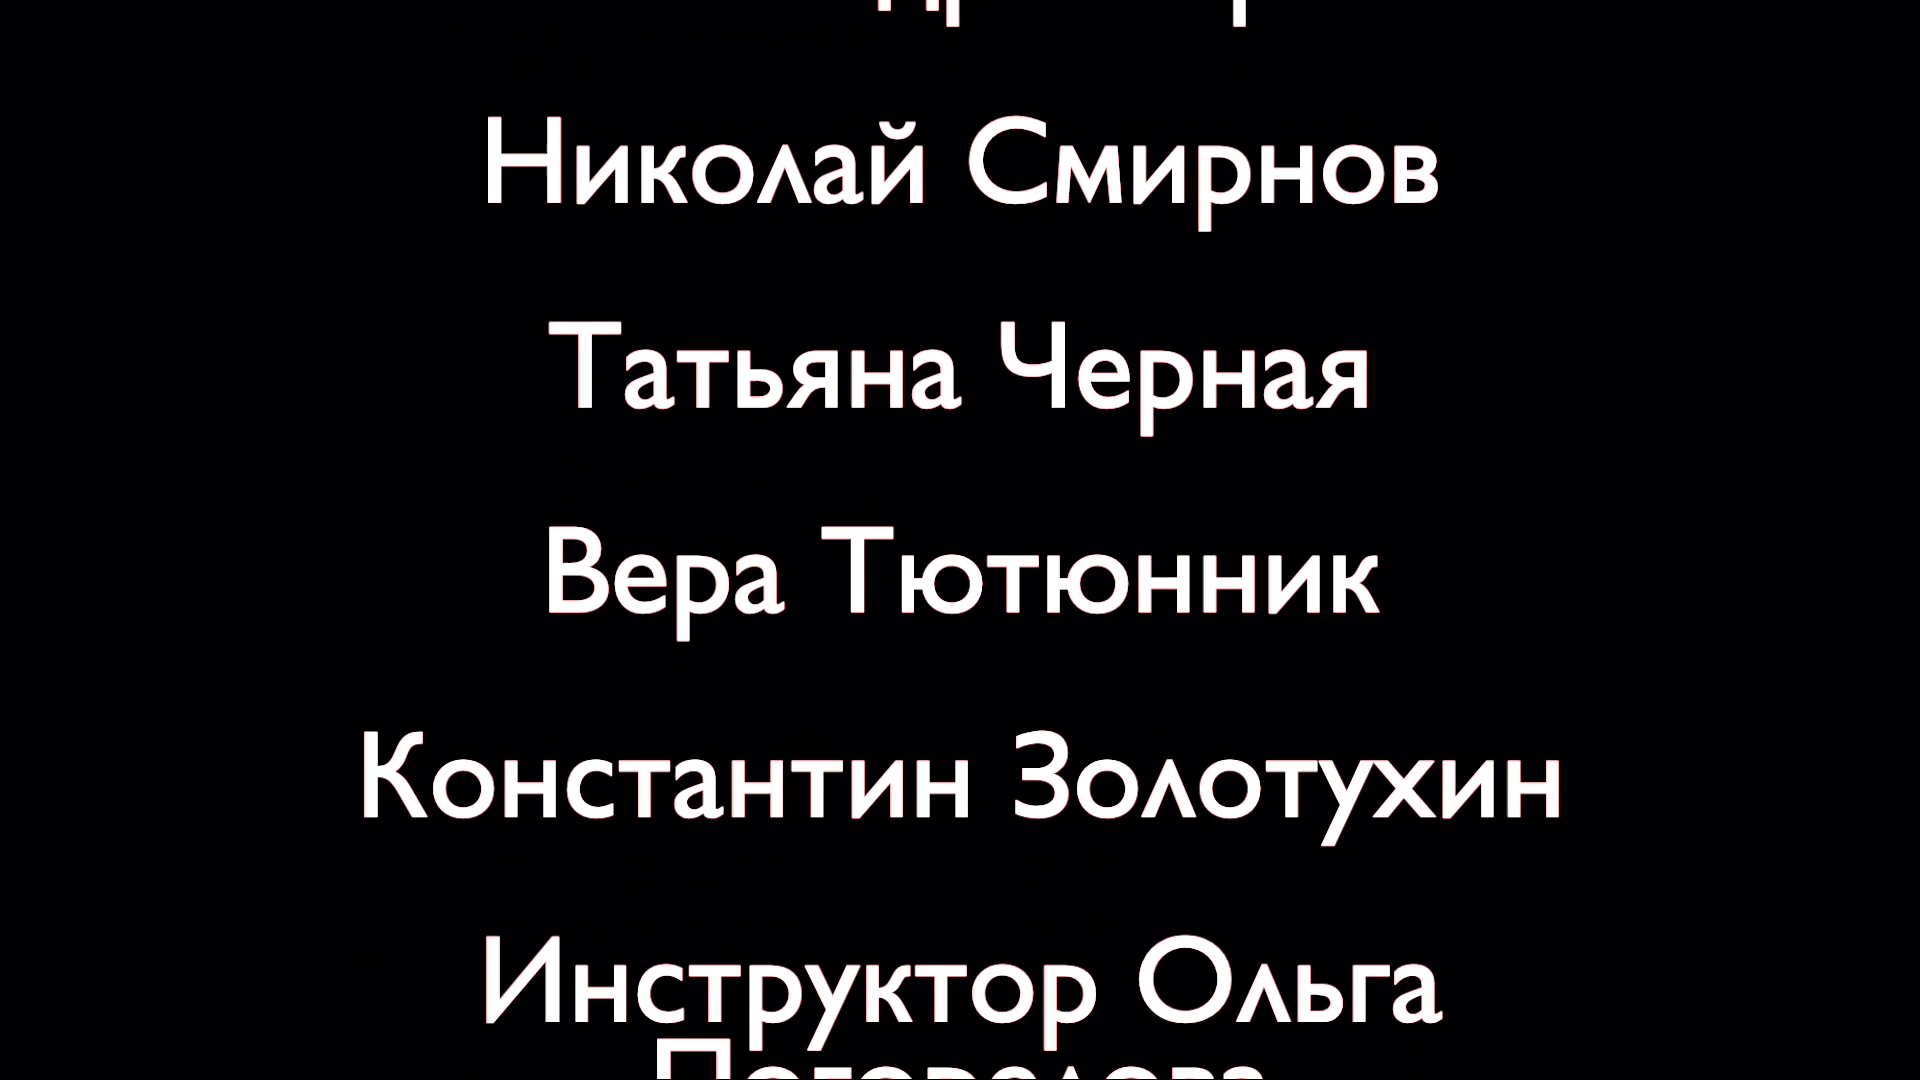 Николай Смирнов
Татьяна Черная
Вера Тютюнник
Константин Золотухин
Инструктор Ольга